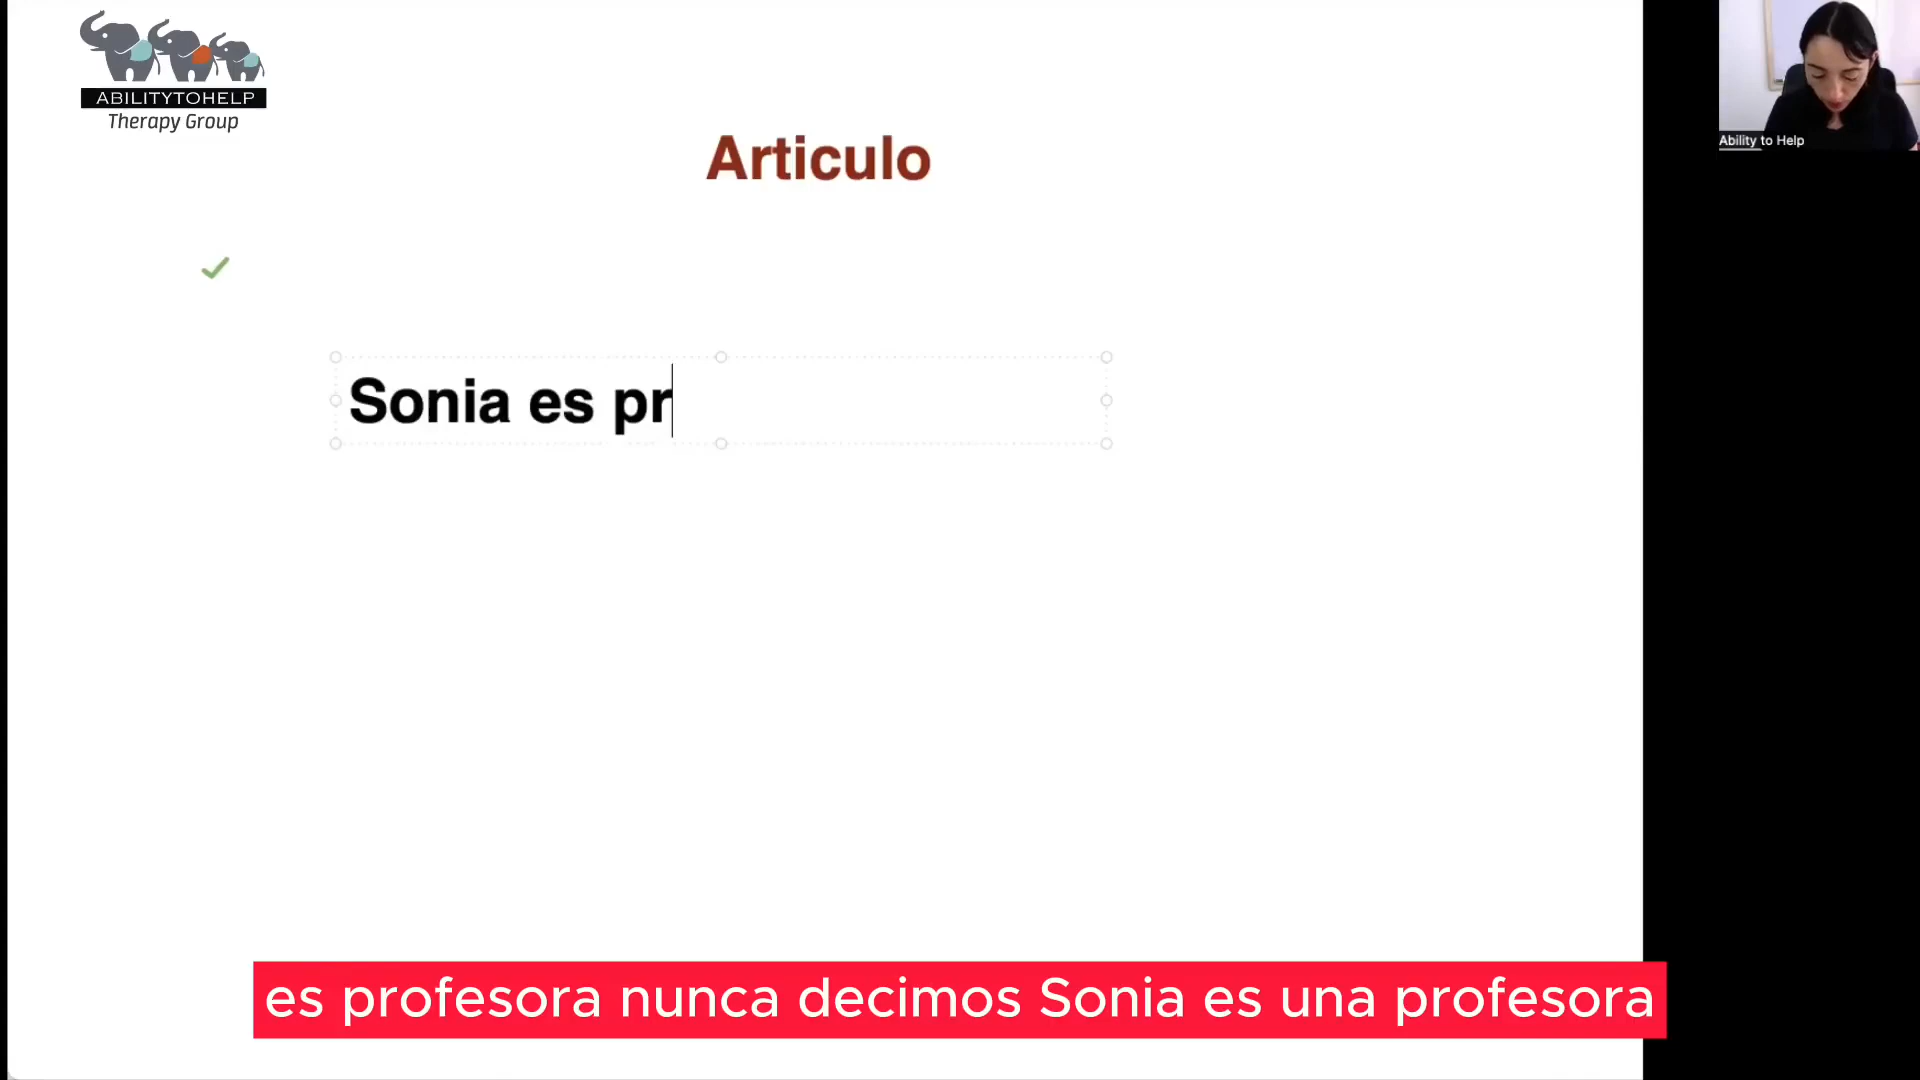 ABILITYTOHELP
Therapy Group
Ability to Help
Articulo
Sonia es pr
es profesora nunca decimos Sonia es una profesora